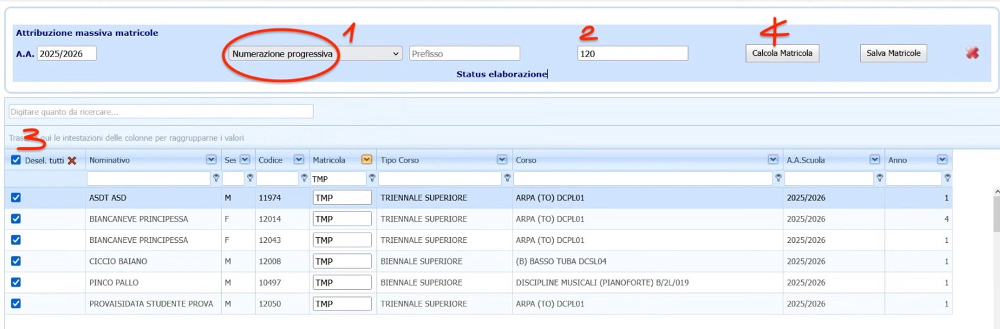 Attribuzione massiva matricole
1
2
4
A.A. 2025/2026 Numerazione progressiva Prefisso 120 Calcola Matricola Salva Matricole
Status elaborazione
Digitare quanto da ricercare...
3
qui le intestazioni delle colonne per raggrupparne i valori
Desel. tutti Nominativo Ses Codice Matricola Tipo Corso Corso A.A.Scuola Anno
TMP
ASDT ASD M 11974 TMP TRIENNALE SUPERIORE ARPA (TO) DCPL01 2025/2026 1
BIANCANEVE PRINCIPESSA F 12014 TMP TRIENNALE SUPERIORE ARPA (TO) DCPL01 2025/2026 4
BIANCANEVE PRINCIPESSA F 12043 TMP TRIENNALE SUPERIORE ARPA (TO) DCPL01 2025/2026 1
CICCIO BAIANO M 12008 TMP BIENNALE SUPERIORE (B) BASSO TUBA DCSL04 2025/2026 1
PINCO PALLO M 10497 TMP BIENNALE SUPERIORE DISCIPLINE MUSICALI (PIANOFORTE) B/2L/019 2025/2026 1
PROVAISIDATA STUDENTE PROVA M 12050 TMP TRIENNALE SUPERIORE ARPA (TO) DCPL01 2025/2026 1